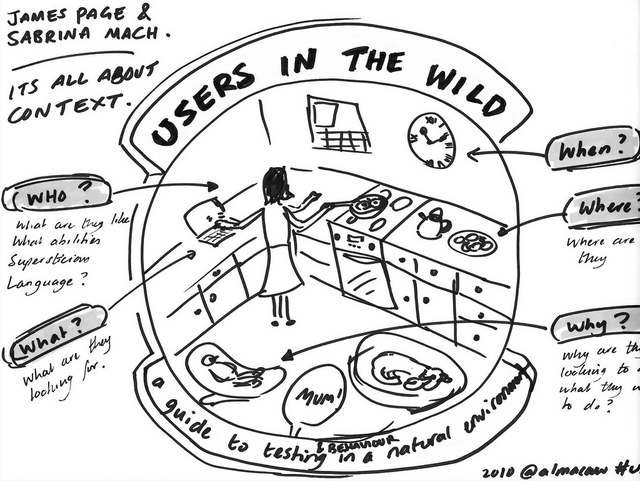 JAMES PAGE &
SABRINA MACH.
ITS ALL ABOUT
CONTEXT.
USERS IN THE WILD
WHO?
What are they like
What abilities
Superstitions
Language?
What?
What are they
looking for.
When?
Where?
Where are
they
Why?
Why are th
looking to
what they
to do?
MUM!
a guide to testing & BEHAVIOUR in a natural environment
2010 @almacaw #u